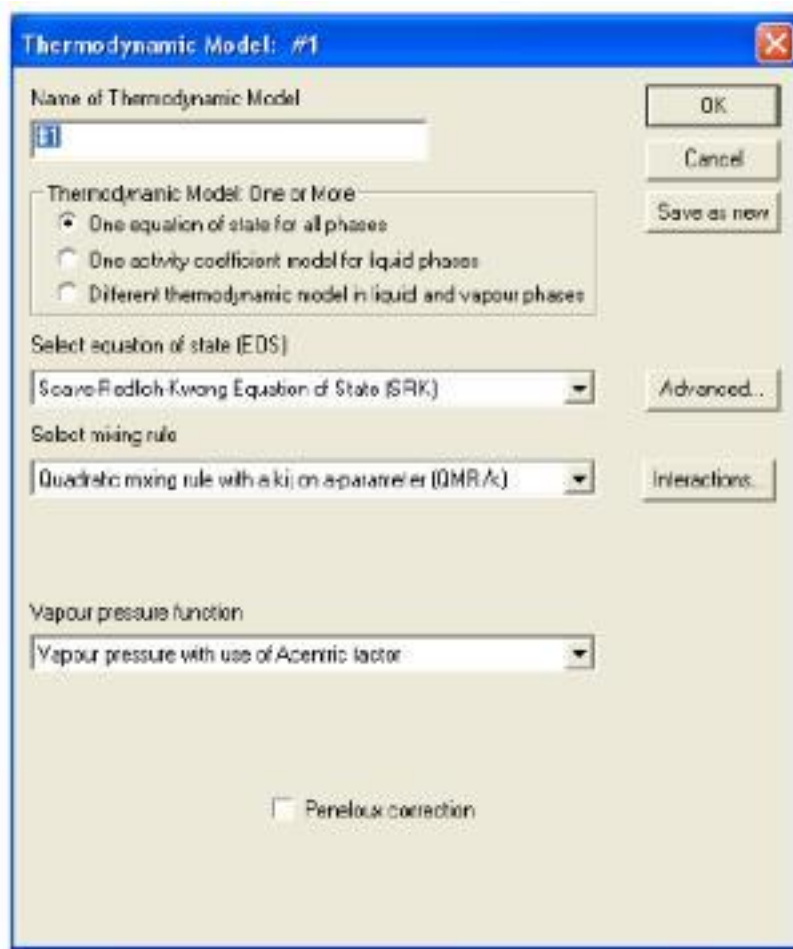 Thermodynamic Model: #1
Name of Thermodynamic Model
#1
OK
Cancel
Save as new
Thermodynamic Model: One or More
One equation of state for all phases
One activity coefficient model for liquid phases
Different thermodynamic model in liquid and vapour phases
Select equation of state (EOS)
Soave-Redlich-Kwong Equation of State (SRK)
Advanced...
Select mixing rule
Quadratic mixing rule with a kij on a-parameter (QMR/k)
Interactions...
Vapour pressure function
Vapour pressure with use of Acentric factor
Peneloux correction